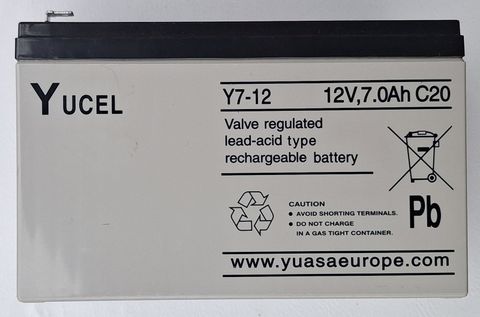 YUCEL
Y7-12 12V,7.0Ah C20
Valve regulated
lead-acid type
rechargeable battery
CAUTION
● AVOID SHORTING TERMINALS.
● DO NOT CHARGE
IN A GAS TIGHT CONTAINER.
Pb
www.yuasaeurope.com